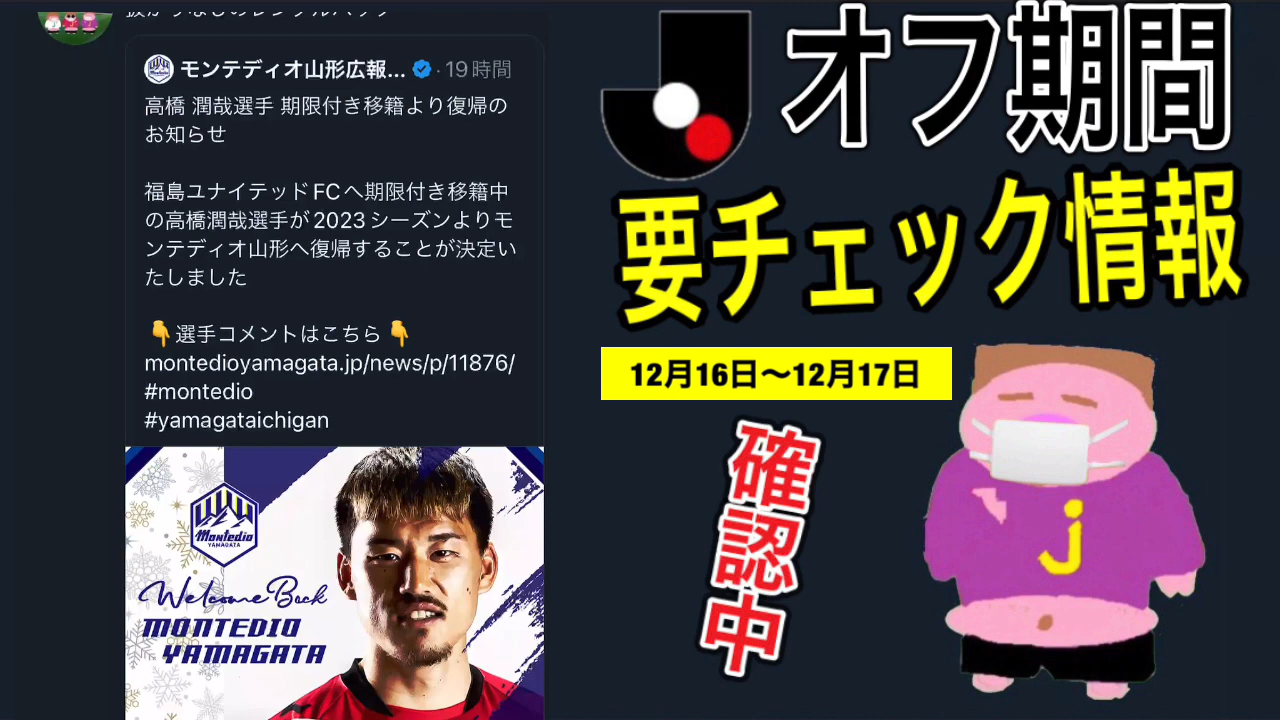 モンテディオ山形広報... · 19時間
高橋 潤哉選手 期限付き移籍より復帰の
お知らせ
福島ユナイテッドFCへ期限付き移籍中
の高橋潤哉選手が2023シーズンよりモ
ンテディオ山形へ復帰することが決定い
たしました
👇選手コメントはこちら👇
montedioyamagata.jp/news/p/11876/
#montedio
#yamagataichigan
Montedio
YAMAGATA
Welcome Back
MONTEDIO
YAMAGATA
オフ期間
要チェック情報
12月16日〜12月17日
確認中
j